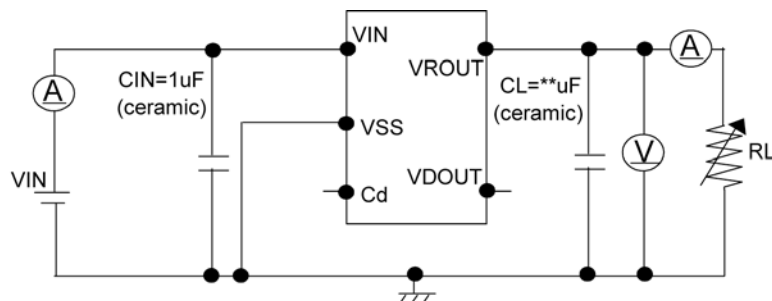 VIN
VROUT
A
A
CIN=1uF
(ceramic)
CL=**uF
(ceramic)
VSS
V
RL
VIN
Cd
VDOUT